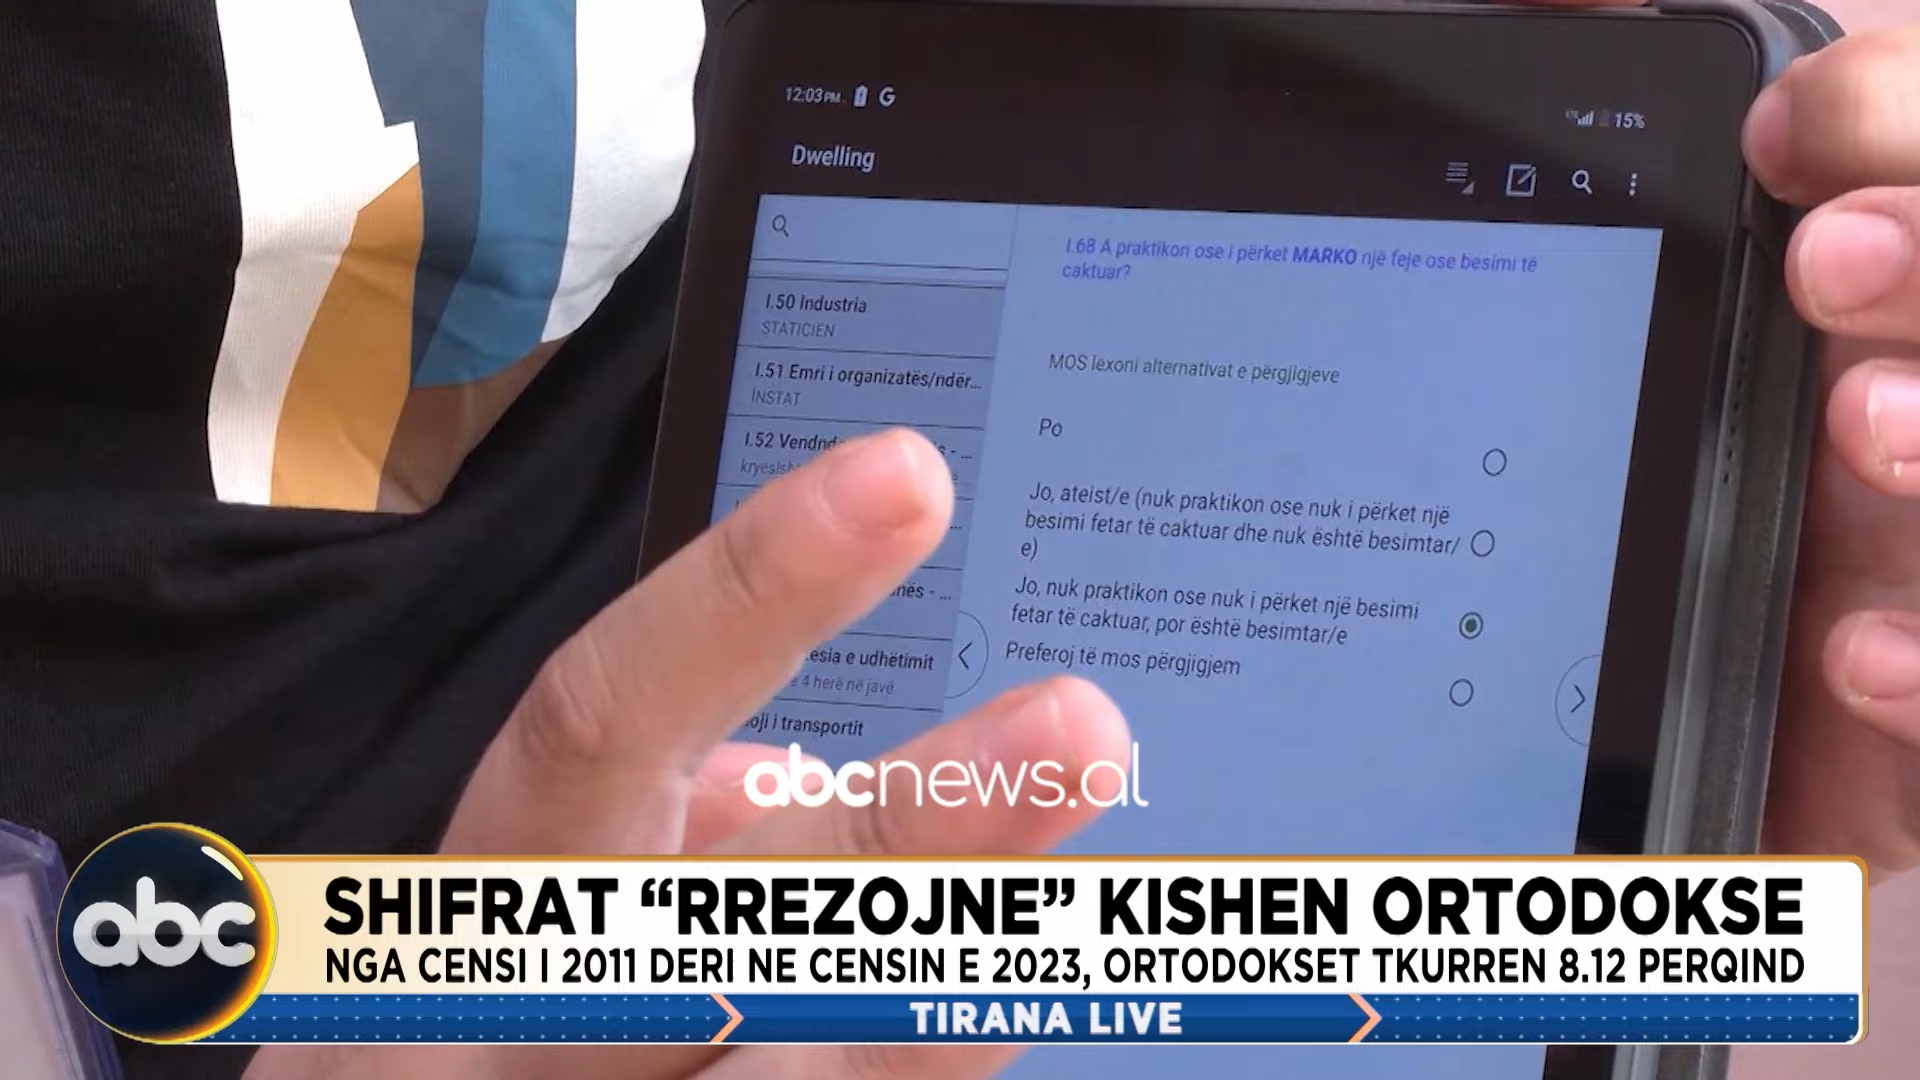 12:03 PM G
15%
Dwelling
I.68 A praktikon ose i përket MARKO një feje ose besimi të
caktuar?
I.50 Industria
STATICIEN
I.51 Emri i organizatës/ndër...
INSTAT
I.52
MOS lexoni alternativat e përgjigjeve
Po
Jo, ateist/e (nuk praktikon ose nuk i përket një
besimi fetar të caktuar dhe nuk është besimtar/
e)
Jo, nuk praktikon ose nuk i përket një besimi
fetar të caktuar, por është besimtar/e
Preferoj të mos përgjigjem
e udhëtimit
4 herë në javë
i transportit
abcnews.al
abc
SHIFRAT “RREZOJNE” KISHEN ORTODOKSE
NGA CENSI I 2011 DERI NE CENSIN E 2023, ORTODOKSET TKURREN 8.12 PERQIND
TIRANA LIVE